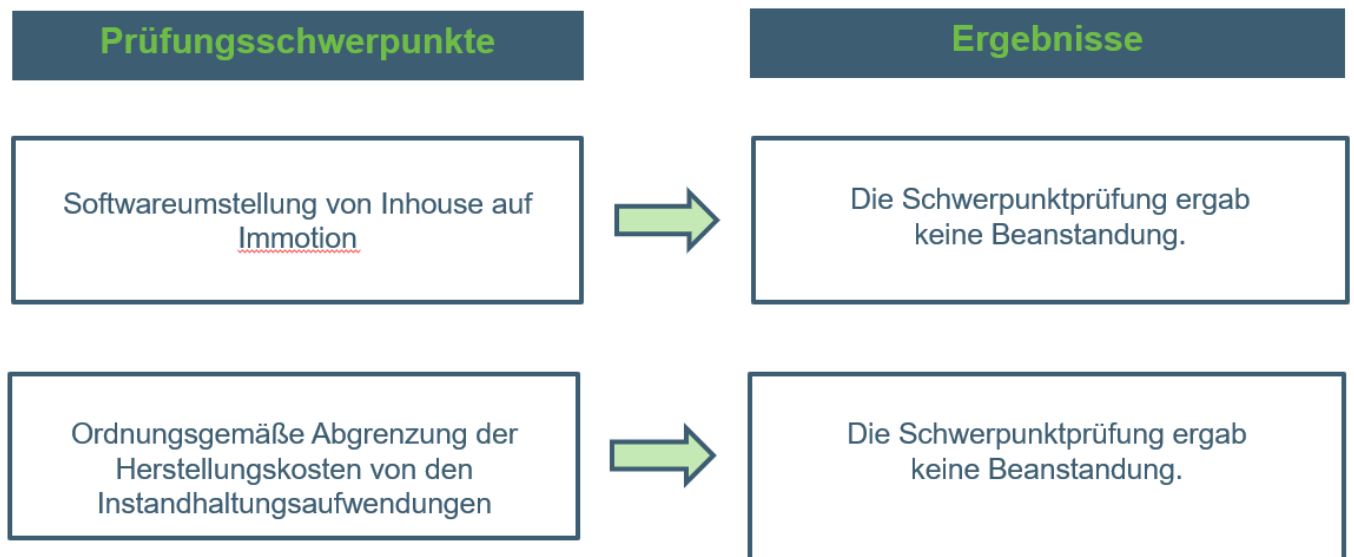 Prüfungsschwerpunkte
Ergebnisse
Softwareumstellung von Inhouse auf
Immotion
Die Schwerpunktprüfung ergab
keine Beanstandung.
Ordnungsgemäße Abgrenzung der
Herstellungskosten von den
Instandhaltungsaufwendungen
Die Schwerpunktprüfung ergab
keine Beanstandung.